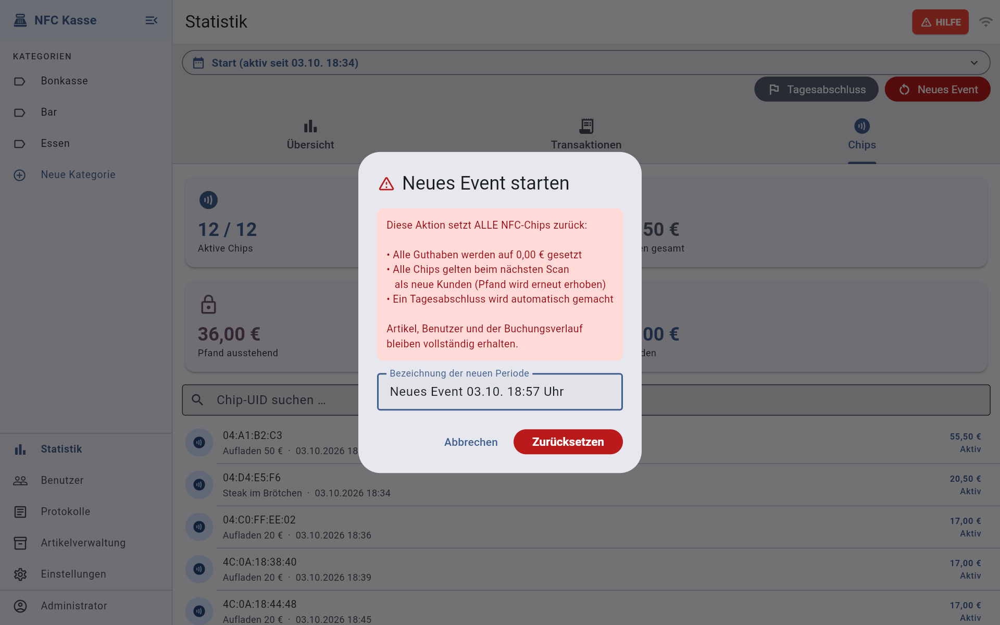 NFC Kasse
KATEGORIEN
Bonkasse
Bar
Essen
Neue Kategorie
Statistik
Benutzer
Protokolle
Artikelverwaltung
Einstellungen
Administrator
Statistik
HILFE
Start (aktiv seit 03.10. 18:34)
Tagesabschluss
Neues Event
Übersicht
Transaktionen
Chips
12 / 12
Aktive Chips
50 €
gesamt
36,00 €
Pfand ausstehend
00 €
Neues Event starten
Diese Aktion setzt ALLE NFC-Chips zurück:
• Alle Guthaben werden auf 0,00 € gesetzt
• Alle Chips gelten beim nächsten Scan
als neue Kunden (Pfand wird erneut erhoben)
• Ein Tagesabschluss wird automatisch gemacht
Artikel, Benutzer und der Buchungsverlauf
bleiben vollständig erhalten.
Bezeichnung der neuen Periode
Neues Event 03.10. 18:57 Uhr
Abbrechen
Zurücksetzen
Chip-UID suchen ...
04:A1:B2:C3
Aufladen 50 € · 03.10.2026 18
55,50 €
Aktiv
04:D4:E5:F6
Steak im Brötchen · 03.10.2026 18:34
20,50 €
Aktiv
04:C0:FF:EE:02
Aufladen 20 € · 03.10.2026 18:36
17,00 €
Aktiv
4C:0A:18:38:40
Aufladen 20 € · 03.10.2026 18:39
17,00 €
Aktiv
4C:0A:18:44:48
Aufladen 20 € · 03.10.2026 18:45
17,00 €
Aktiv